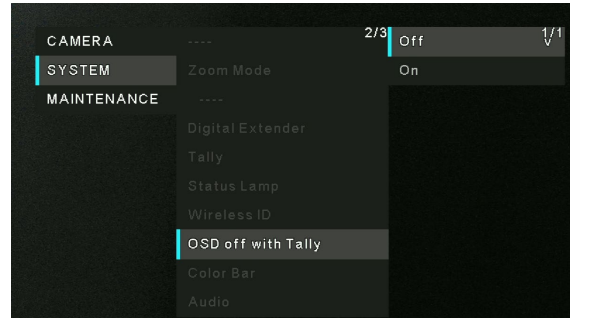 CAMERA
SYSTEM
MAINTENANCE
2/3
----
Zoom Mode
----
Digital Extender
Tally
Status Lamp
Wireless ID
OSD off with Tally
Color Bar
Audio
1/1
Off v
On